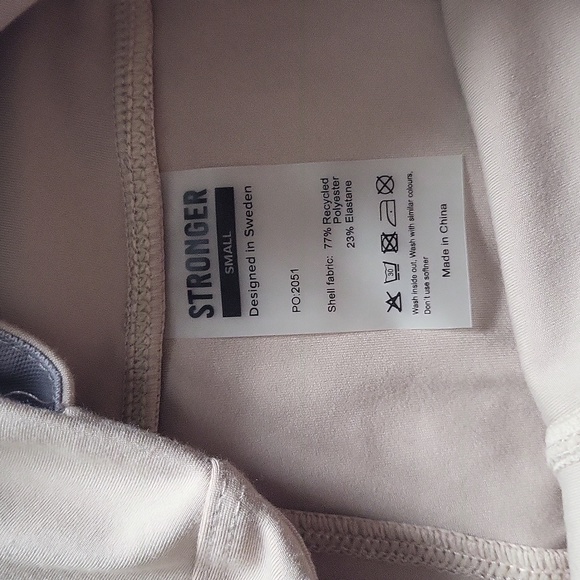 STRONGER
SMALL
Designed in Sweden
PO:2051
Shell fabric: 77% Recycled
Polyester
23% Elastane
30
Wash inside out, Wash with similar colours,
Don't use softner
Made in China